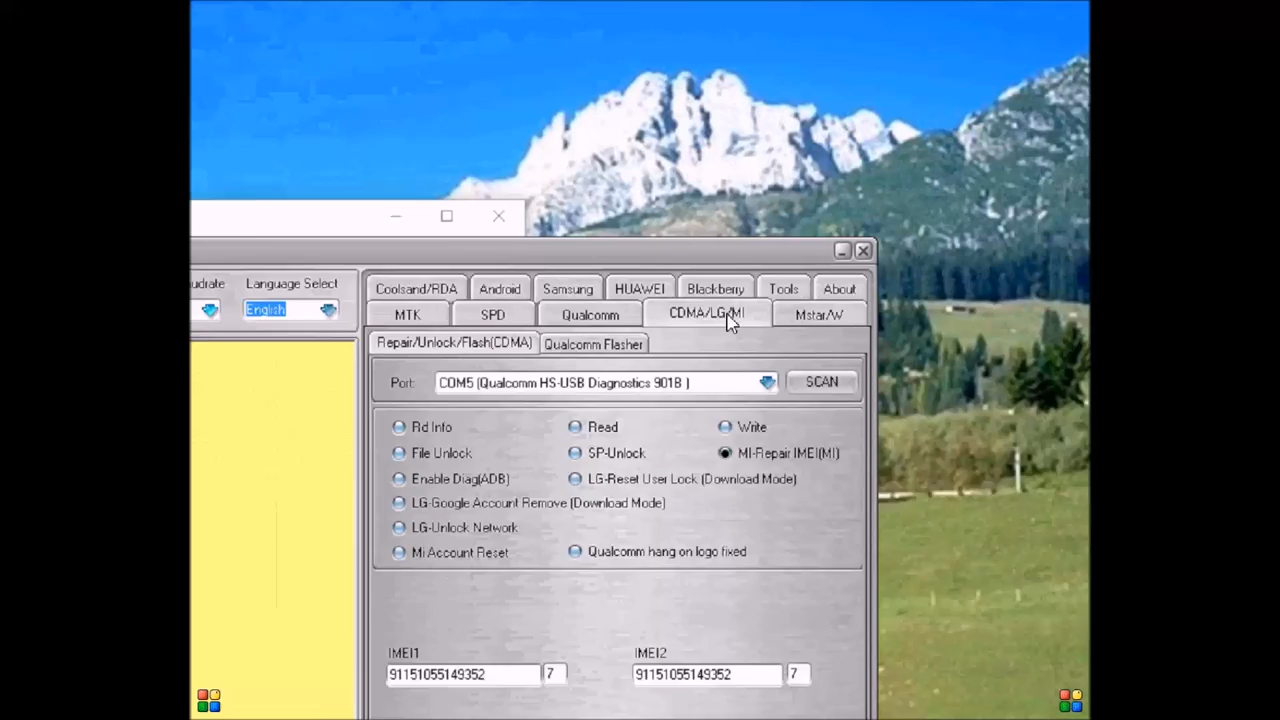 udrate Language Select
English
Coolsand/RDA Android Samsung HUAWEI Blackberry Tools About
MTK SPD Qualcomm CDMA/LG/MI Mstar/W
Repair/Unlock/Flash(CDMA) Qualcomm Flasher
Port: COM5 (Qualcomm HS-USB Diagnostics 901B ) SCAN
Rd Info Read Write
File Unlock SP-Unlock MI-Repair IMEI(MI)
Enable Diag(ADB) LG-Reset User Lock (Download Mode)
LG-Google Account Remove (Download Mode)
LG-Unlock Network
Mi Account Reset Qualcomm hang on logo fixed
IMEI1 IMEI2
91151055149352 7 91151055149352 7